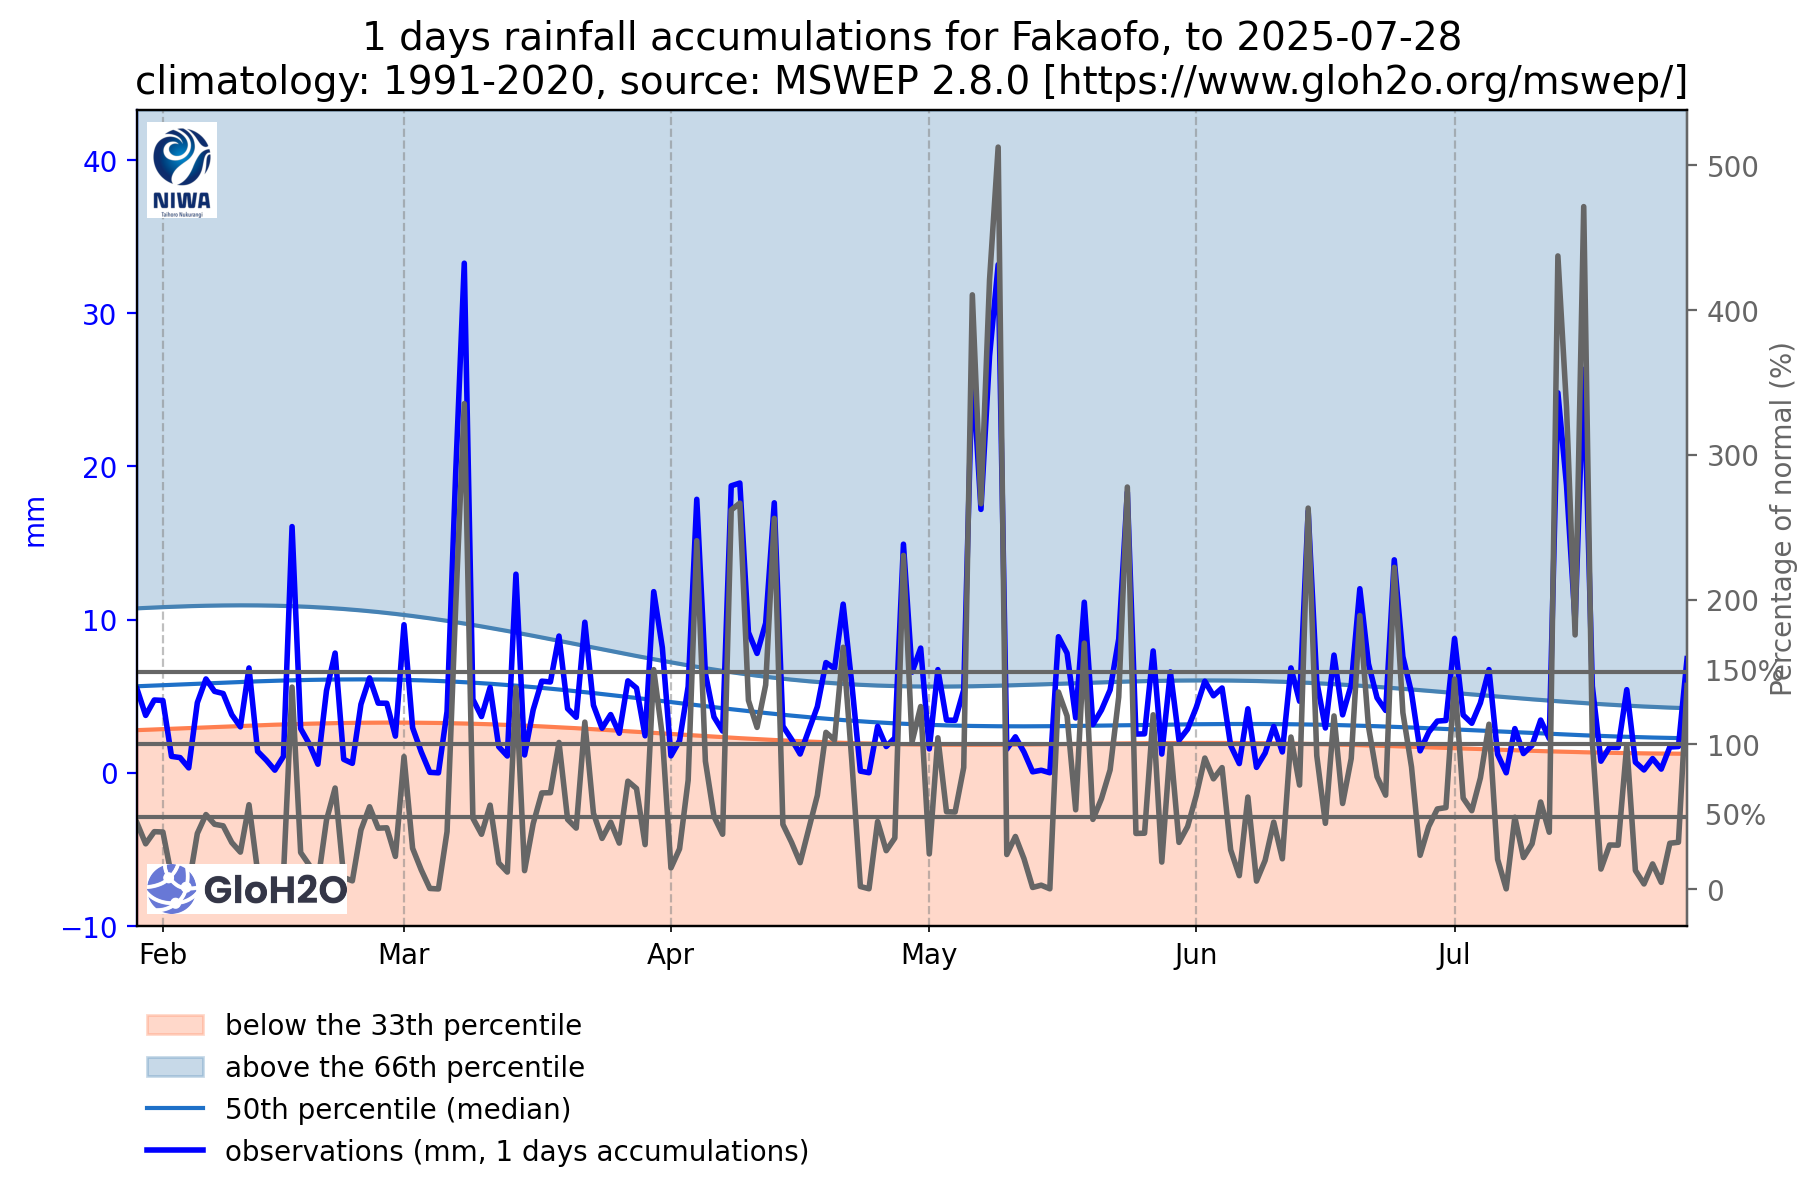 1 days rainfall accumulations for Fakaofo, to 2025-07-28
climatology: 1991-2020, source: MSWEP 2.8.0 [https://www.gloh2o.org/mswep/]
NIWA
Taihoro Nukurangi
40
30
20
10
0
−10
mm
500
400
300
200
150%
100
50%
0
Percentage of normal (%)
GloH2O
Feb
Mar
Apr
May
Jun
Jul
below the 33th percentile
above the 66th percentile
50th percentile (median)
observations (mm, 1 days accumulations)